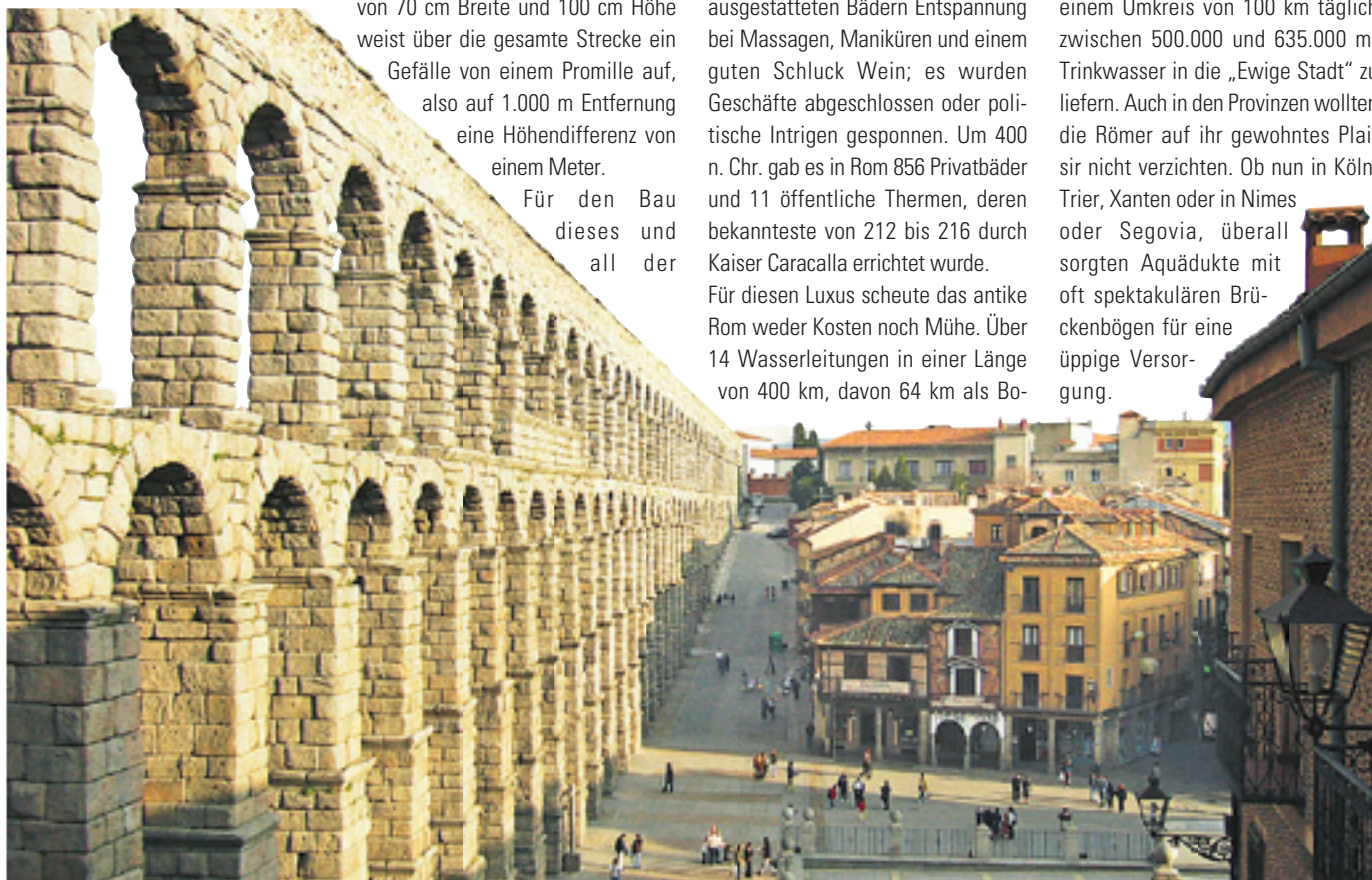 von 70 cm Breite und 100 cm Höhe
weist über die gesamte Strecke ein
Gefälle von einem Promille auf,
also auf 1.000 m Entfernung
eine Höhendifferenz von
einem Meter.
Für den Bau
dieses und
all der
ausgestatteten Bädern Entspannung
bei Massagen, Maniküren und einem
guten Schluck Wein; es wurden
Geschäfte abgeschlossen oder poli-
tische Intrigen gesponnen. Um 400
n. Chr. gab es in Rom 856 Privatbäder
und 11 öffentliche Thermen, deren
bekannteste von 212 bis 216 durch
Kaiser Caracalla errichtet wurde.
Für diesen Luxus scheute das antike
Rom weder Kosten noch Mühe. Über
14 Wasserleitungen in einer Länge
von 400 km, davon 64 km als Bo-
einem Umkreis von 100 km täglich
zwischen 500.000 und 635.000 m
Trinkwasser in die „Ewige Stadt“ zu
liefern. Auch in den Provinzen wollten
die Römer auf ihr gewohntes Plai-
sir nicht verzichten. Ob nun in Köln,
Trier, Xanten oder in Nimes
oder Segovia, überall
sorgten Aquädukte mit
oft spektakulären Brü-
ckenbögen für eine
üppige Versor-
gung.